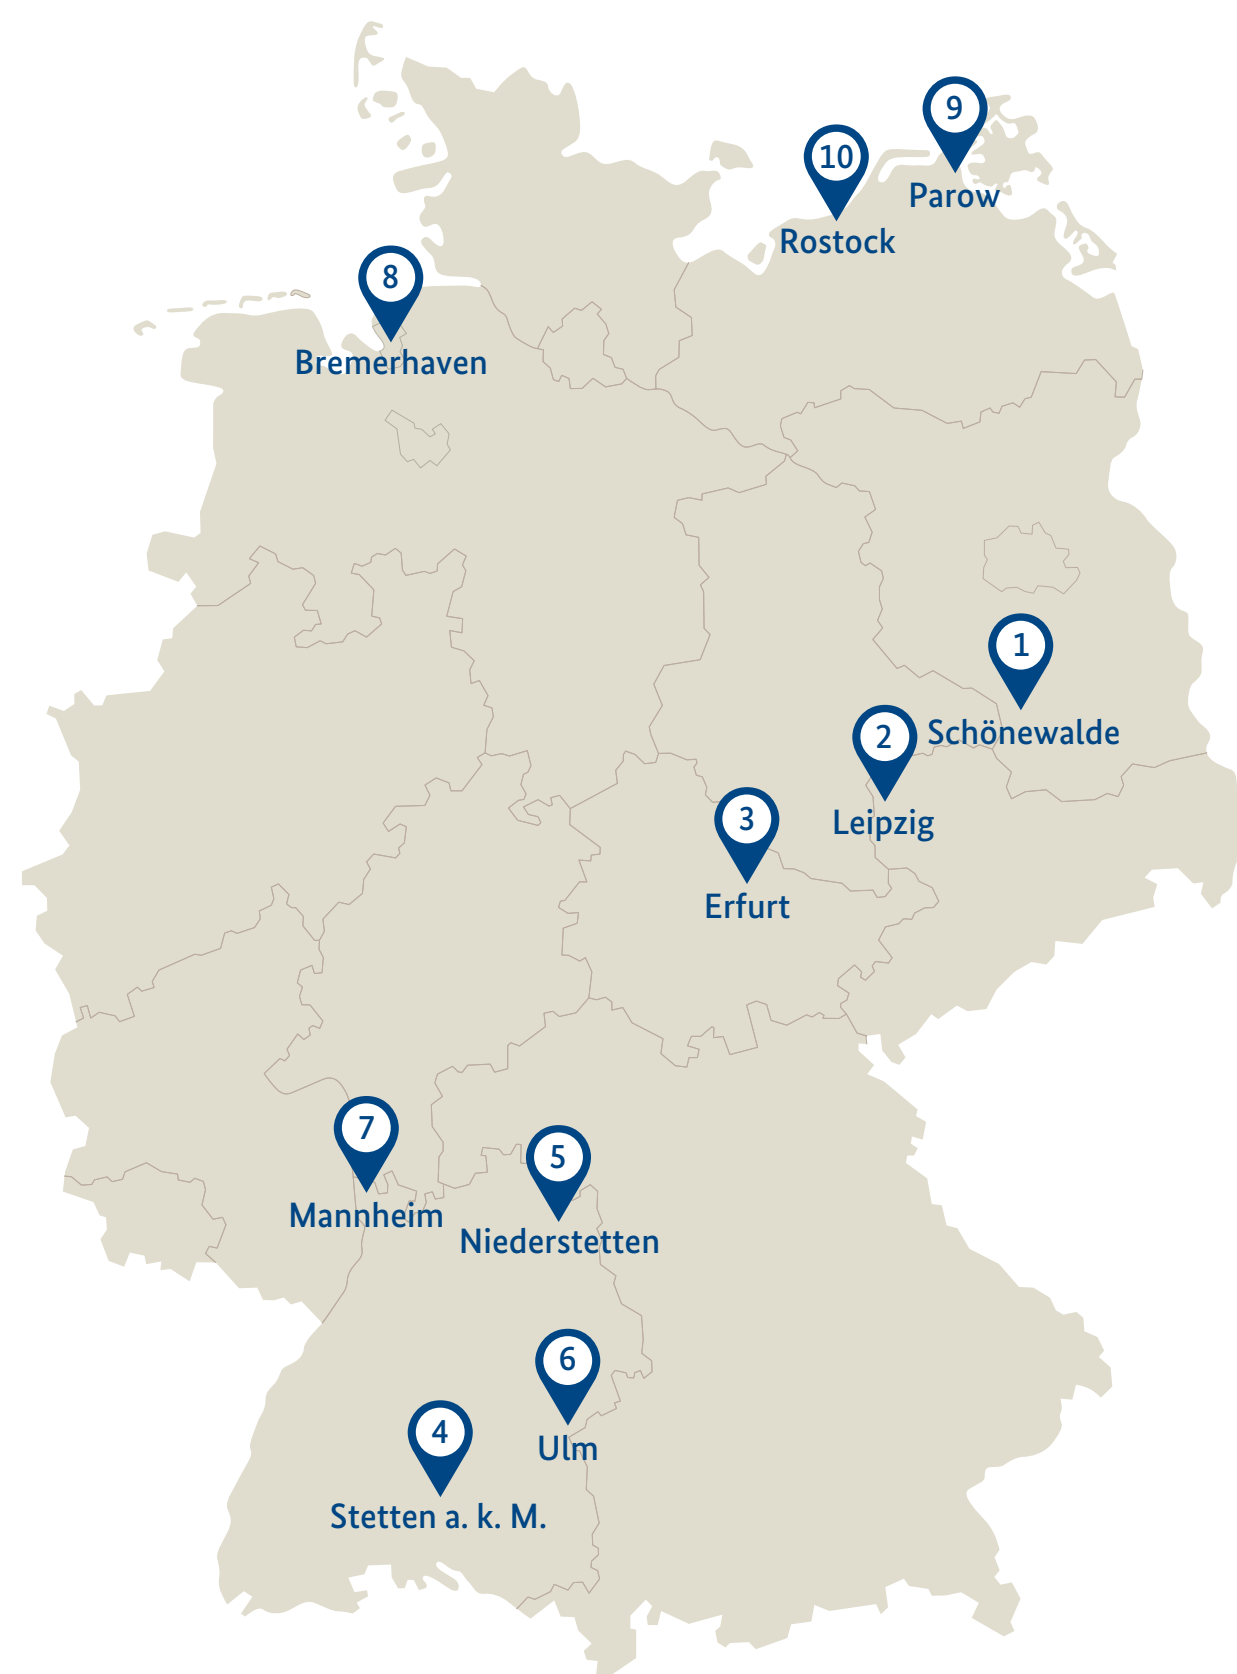 9
Parow
10
Rostock
8
Bremerhaven
1
Schönewalde
2
Leipzig
3
Erfurt
7
Mannheim
5
Niederstetten
6
Ulm
4
Stetten a. k. M.